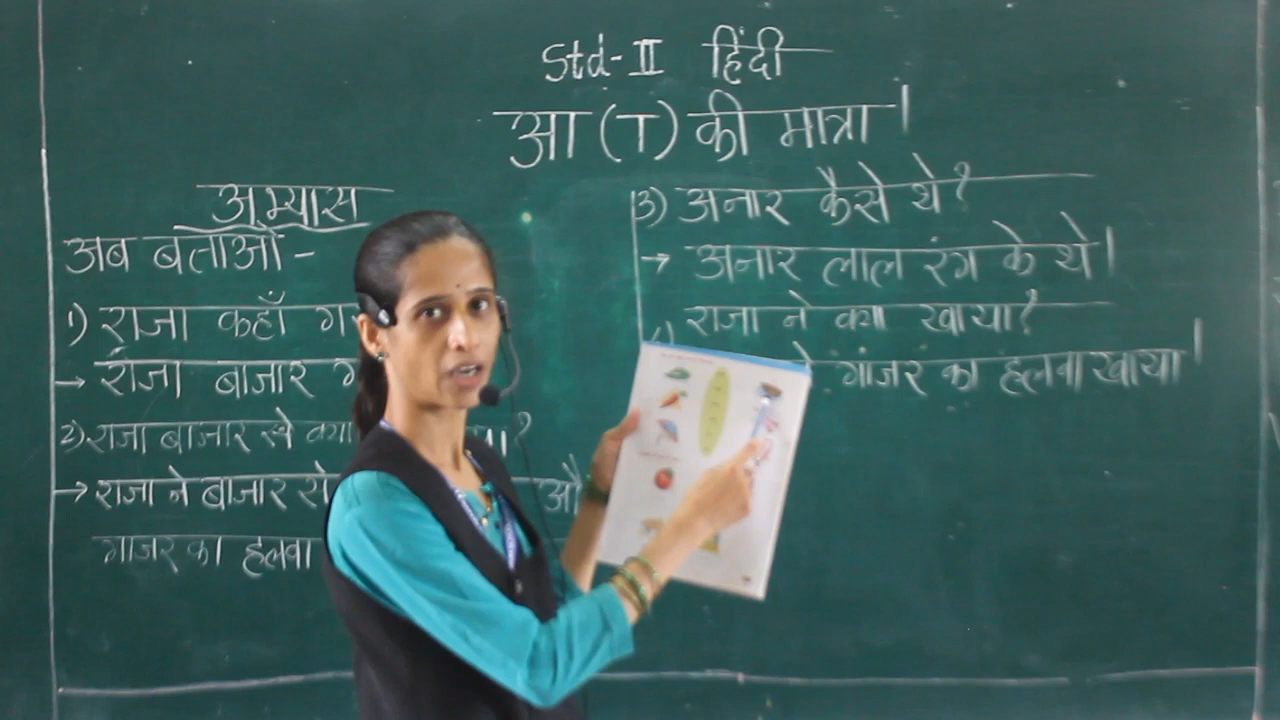 Std-II हिंदी
आ (ा) की मात्रा।
अभ्यास
अब बताओ -
1) राजा कहाँ
→ राजा बाजार
2) राजा बाजार से क्या ?
→ राजा ने बाजार से औ
गाजर का हलवा
3) अनार कैसे थे?
→ अनार लाल रंग के थे।
राजा ने क्या खाया?
गाजर का हलवा खाया।